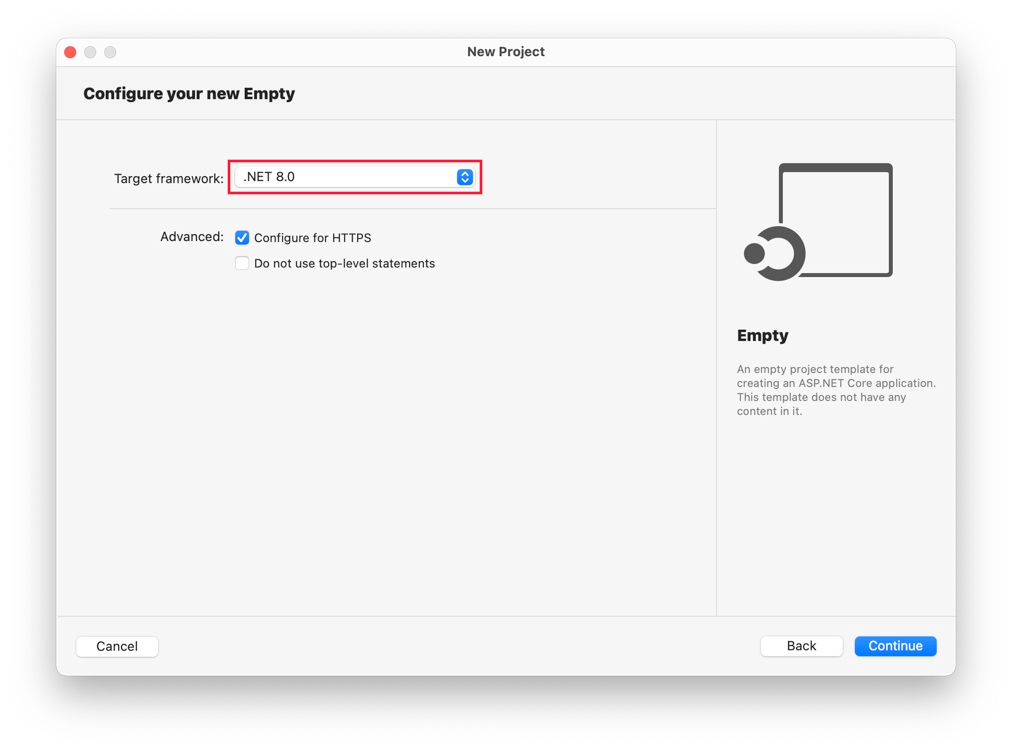 New Project
Configure your new Empty
Target framework:
.NET 8.0
Advanced:
Configure for HTTPS
Do not use top-level statements
Empty
An empty project template for
creating an ASP.NET Core application.
This template does not have any
content in it.
Cancel
Back
Continue